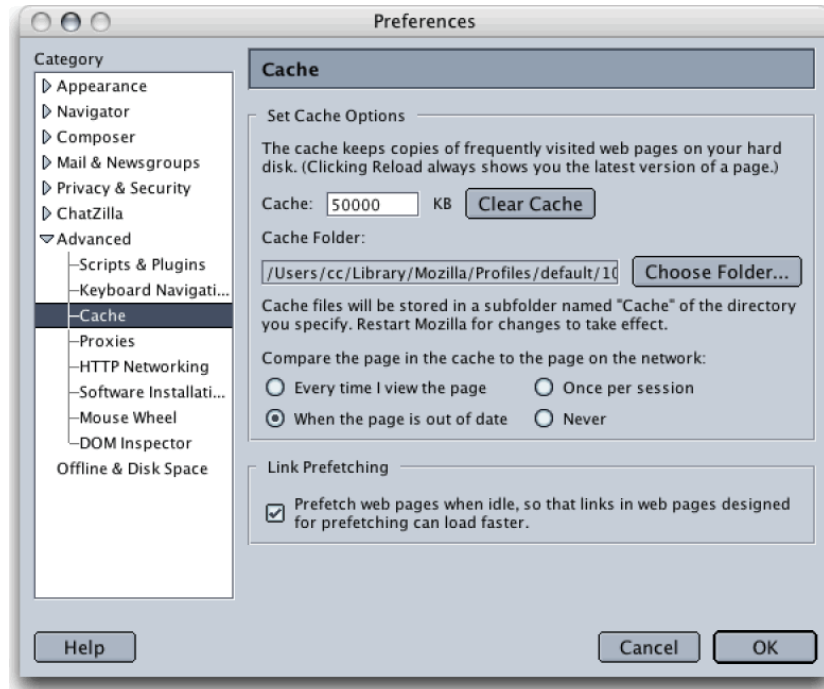 Preferences
Category
Appearance
Navigator
Composer
Mail & Newsgroups
Privacy & Security
ChatZilla
Advanced
Scripts & Plugins
Keyboard Navigati...
Cache
Proxies
HTTP Networking
Software Installati...
Mouse Wheel
DOM Inspector
Offline & Disk Space
Cache
Set Cache Options
The cache keeps copies of frequently visited web pages on your hard
disk. (Clicking Reload always shows you the latest version of a page.)
Cache: 50000 KB Clear Cache
Cache Folder:
/Users/cc/Library/Mozilla/Profiles/default/10 Choose Folder...
Cache files will be stored in a subfolder named "Cache" of the directory
you specify. Restart Mozilla for changes to take effect.
Compare the page in the cache to the page on the network:
Every time I view the page Once per session
When the page is out of date Never
Link Prefetching
Prefetch web pages when idle, so that links in web pages designed
for prefetching can load faster.
Help Cancel OK